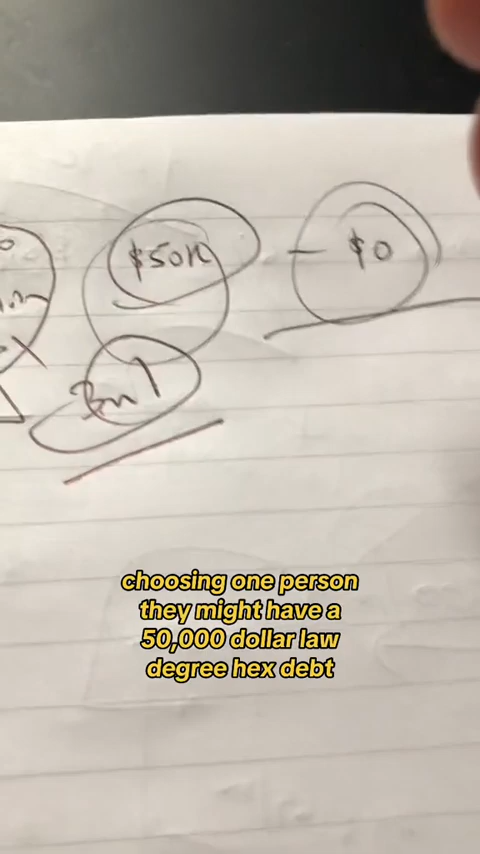 $50K
- $0
choosing one person
they might have a
50,000 dollar law
degree hex debt